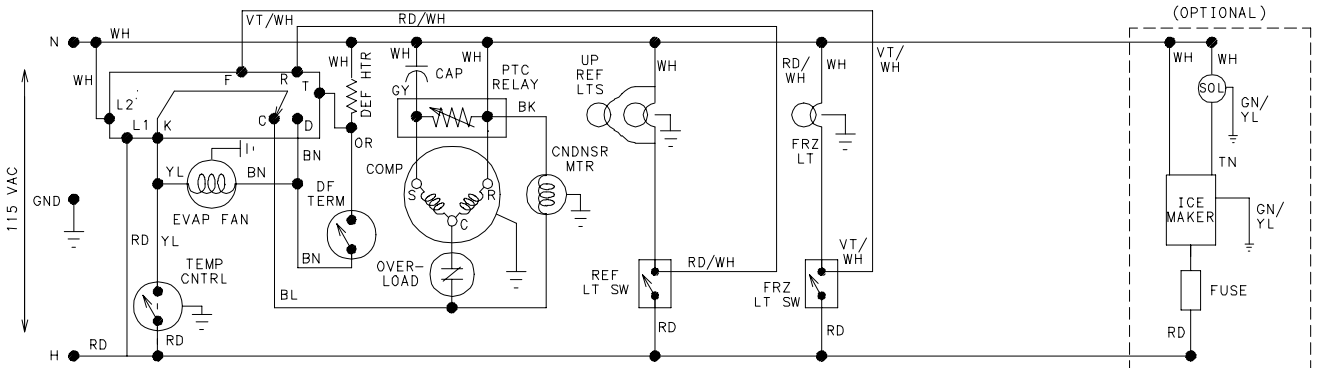 (OPTIONAL)
VT/WH
RD/WH
N
WH
WH
WH
WH
WH
RD/
WH
WH
VT/
WH
WH
WH
F
R
T
DEF HTR
CAP
GY
PTC
RELAY
BK
UP
REF
LTS
SOL
GN/
YL
L2
L1
K
C
D
OR
FRZ
LT
TN
115 VAC
YL
BN
BN
EVAP FAN
DF
TERM
COMP
S
R
C
CNDNSR
MTR
GND
ICE
MAKER
GN/
YL
RD
YL
TEMP
CNTRL
BN
BL
OVER-
LOAD
REF
LT SW
RD/WH
FRZ
LT SW
VT/
WH
FUSE
RD
RD
RD
RD
H
RD